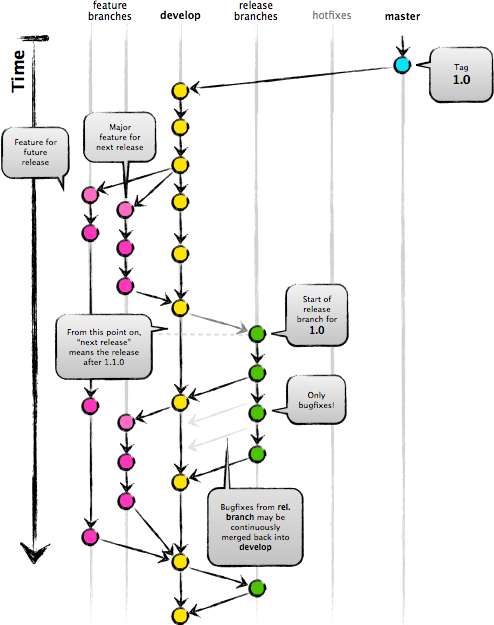 feature
branches
develop
release
branches
hotfixes
master
Time
Tag
1.0
Major
feature for
next release
Feature for
future
release
Start of
release
branch for
1.0
From this point on,
"next release"
means the release
after 1.1.0
Only
bugfixes!
Bugfixes from rel.
branch may be
continuously
merged back into
develop